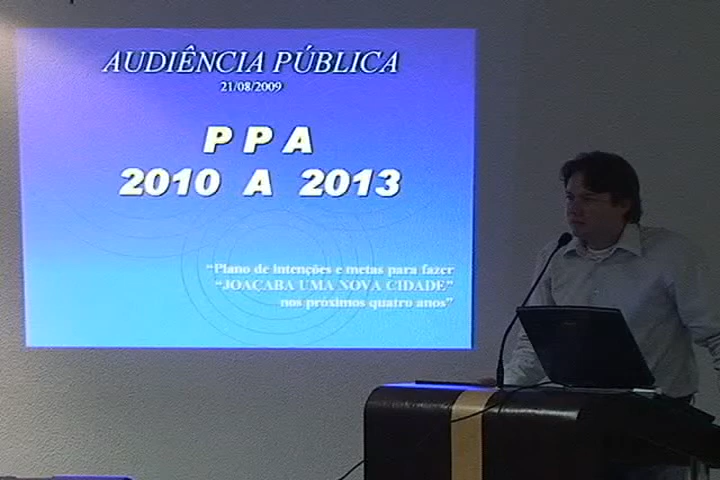 AUDIÊNCIA PÚBLICA
21/08/2009
P P A
2010 A 2013
“Plano de intenções e metas para fazer
“JOAÇABA UMA NOVA CIDADE”
nos próximos quatro anos”